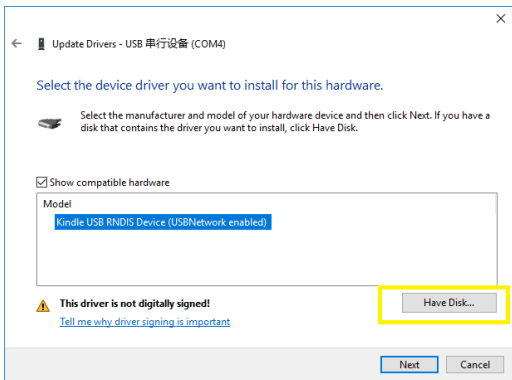 Update Drivers - USB 串行设备 (COM4)
Select the device driver you want to install for this hardware.
Select the manufacturer and model of your hardware device and then click Next. If you have a
disk that contains the driver you want to install, click Have Disk.
Show compatible hardware
Model
Kindle USB RNDIS Device (USBNetwork enabled)
This driver is not digitally signed!
Have Disk...
Tell me why driver signing is important
Next
Cancel